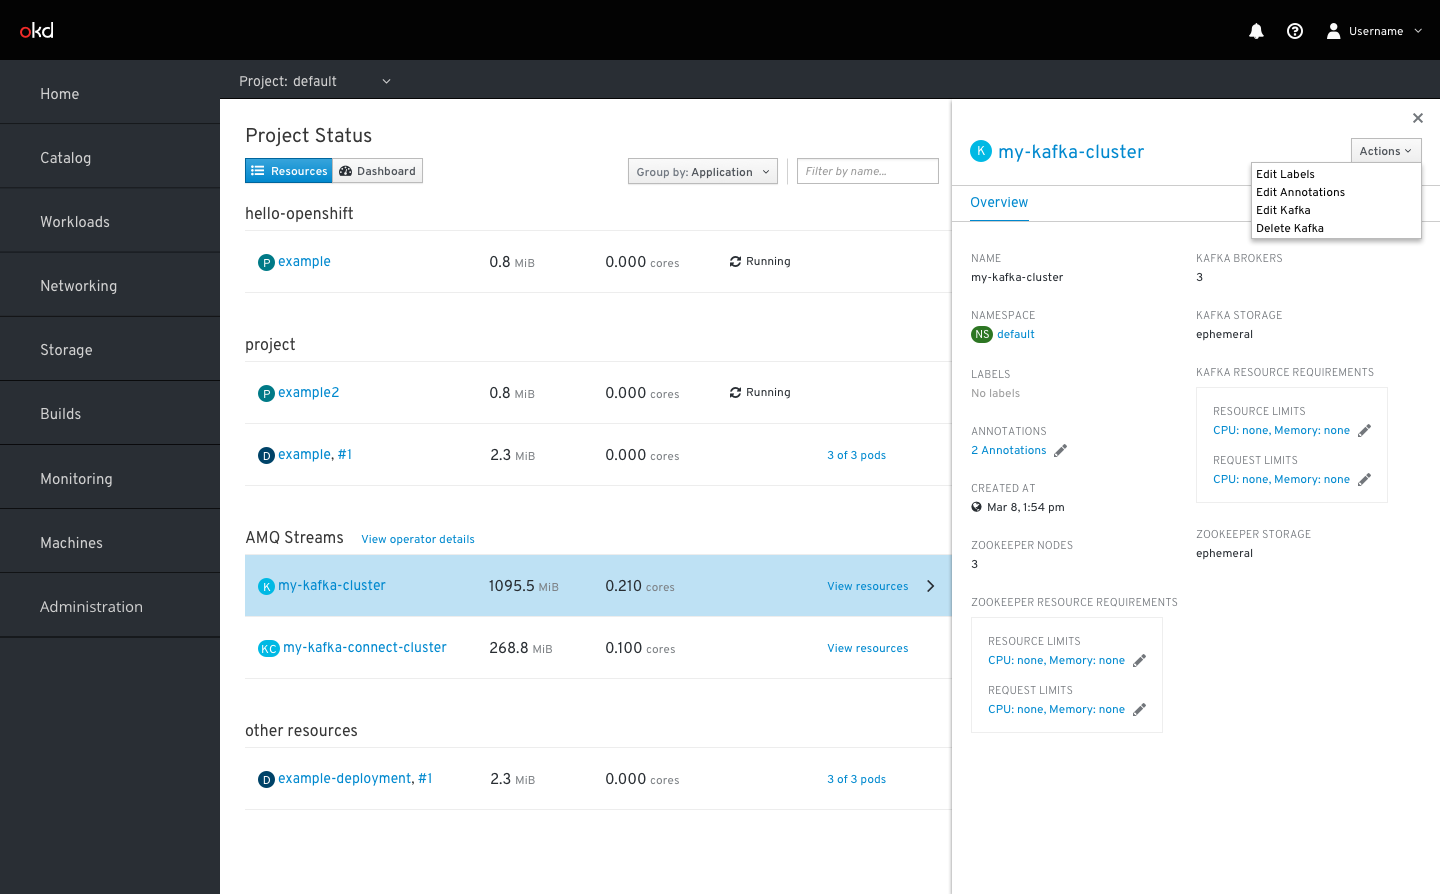 okd
Username
Project: default
Home
Catalog
Workloads
Networking
Storage
Builds
Monitoring
Machines
Administration
Project Status
Resources Dashboard
Group by: Application
Filter by name...
hello-openshift
P example 0.8 MiB 0.000 cores Running
project
P example2 0.8 MiB 0.000 cores Running
D example, #1 2.3 MiB 0.000 cores 3 of 3 pods
AMQ Streams View operator details
K my-kafka-cluster 1095.5 MiB 0.210 cores View resources
KC my-kafka-connect-cluster 268.8 MiB 0.100 cores View resources
other resources
D example-deployment, #1 2.3 MiB 0.000 cores 3 of 3 pods
K my-kafka-cluster
Actions
Edit Labels
Edit Annotations
Edit Kafka
Delete Kafka
Overview
NAME
my-kafka-cluster
NAMESPACE
NS default
LABELS
No labels
ANNOTATIONS
2 Annotations
CREATED AT
Mar 8, 1:54 pm
ZOOKEEPER NODES
3
ZOOKEEPER RESOURCE REQUIREMENTS
RESOURCE LIMITS
CPU: none, Memory: none
REQUEST LIMITS
CPU: none, Memory: none
KAFKA BROKERS
3
KAFKA STORAGE
ephemeral
KAFKA RESOURCE REQUIREMENTS
RESOURCE LIMITS
CPU: none, Memory: none
REQUEST LIMITS
CPU: none, Memory: none
ZOOKEEPER STORAGE
ephemeral